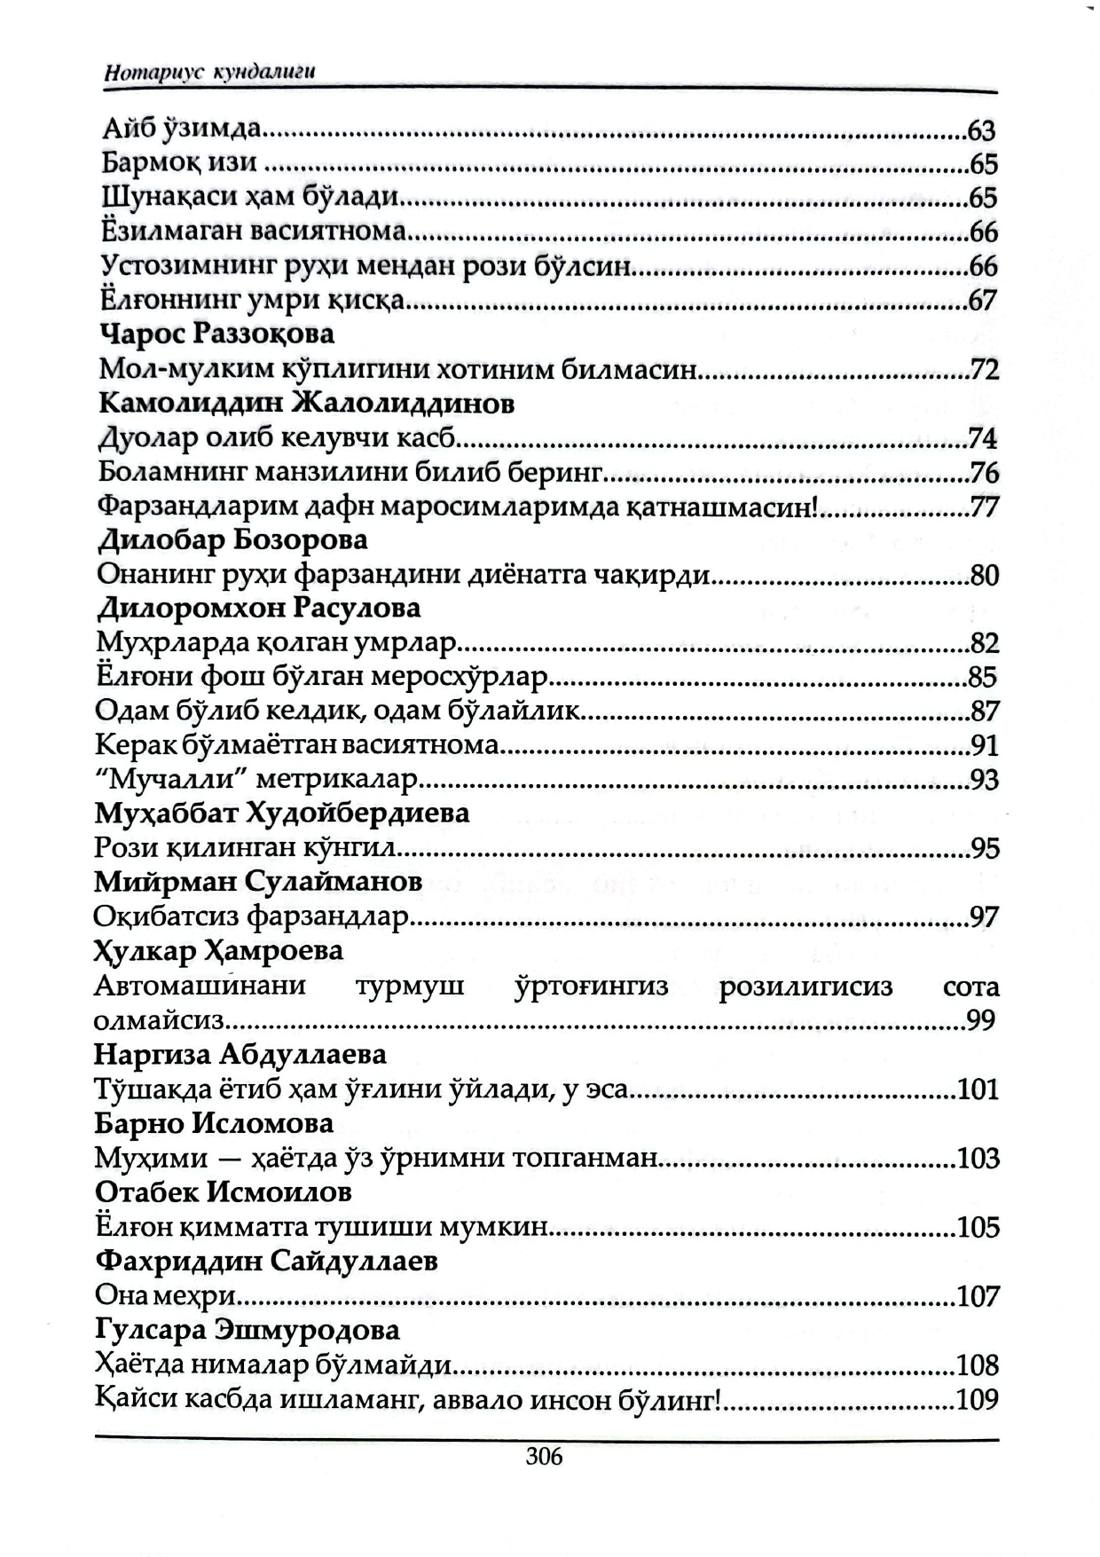 Нотариус кундалиги
Айб ўзимда..........63
Бармоқ изи ..........65
Шунақаси ҳам бўлади..........65
Ёзилмаган васиятнома..........66
Устозимнинг руҳи мендан рози бўлсин..........66
Ёлғоннинг умри қисқа..........67
Чарос Раззоқова
Мол-мулким кўплигини хотиним билмасин..........72
Камолиддин Жалолиддинов
Дуолар олиб келувчи касб..........74
Боламнинг манзилини билиб беринг..........76
Фарзандларим дафн маросимларимда қатнашмасин!..........77
Дилобар Бозорова
Онанинг руҳи фарзандини диёнатга чақирди..........80
Дилоромхон Расулова
Муҳрларда қолган умрлар..........82
Ёлғони фош бўлган меросхўрлар..........85
Одам бўлиб келдик, одам бўлайлик..........87
Керак бўлмаётган васиятнома..........91
“Мучалли” метрикалар..........93
Муҳаббат Худойбердиева
Рози қилинган кўнгил..........95
Мийрман Сулайманов
Оқибатсиз фарзандлар..........97
Ҳулкар Ҳамроева
Автомашинани турмуш ўртоғингиз розилигисиз сота
олмайсиз..........99
Наргиза Абдуллаева
Тўшакда ётиб ҳам ўғлини ўйлади, у эса..........101
Барно Исломова
Муҳими — ҳаётда ўз ўрнимни топганман..........103
Отабек Исмоилов
Ёлғон қимматга тушиши мумкин..........105
Фахриддин Сайдуллаев
Она меҳри..........107
Гулсара Эшмуродова
Ҳаётда нималар бўлмайди..........108
Қайси касбда ишламанг, аввало инсон бўлинг!..........109
306